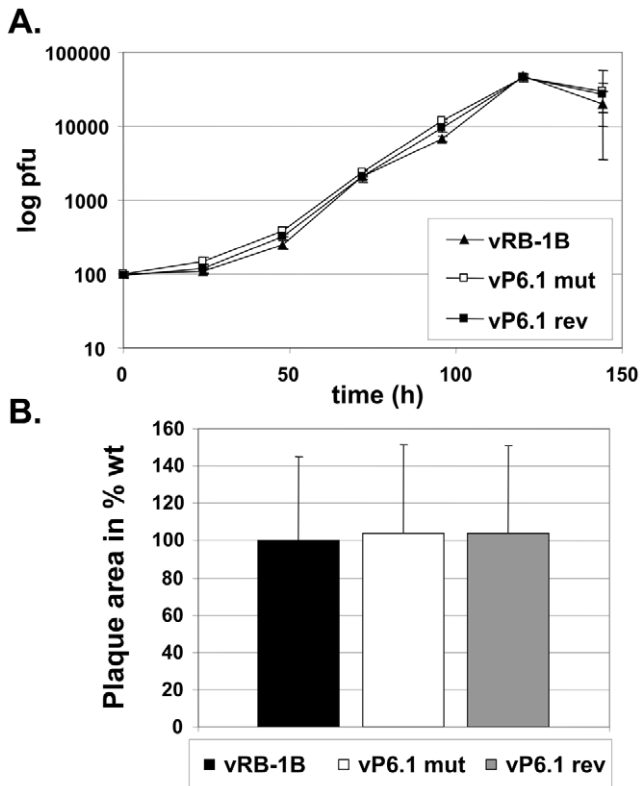 A.
100000
10000
1000
100
10
log pfu
0
50
100
150
time (h)
vRB-1B
vP6.1 mut
vP6.1 rev
B.
160
140
120
100
80
60
40
20
0
Plaque area in % wt
vRB-1B vP6.1 mut vP6.1 rev